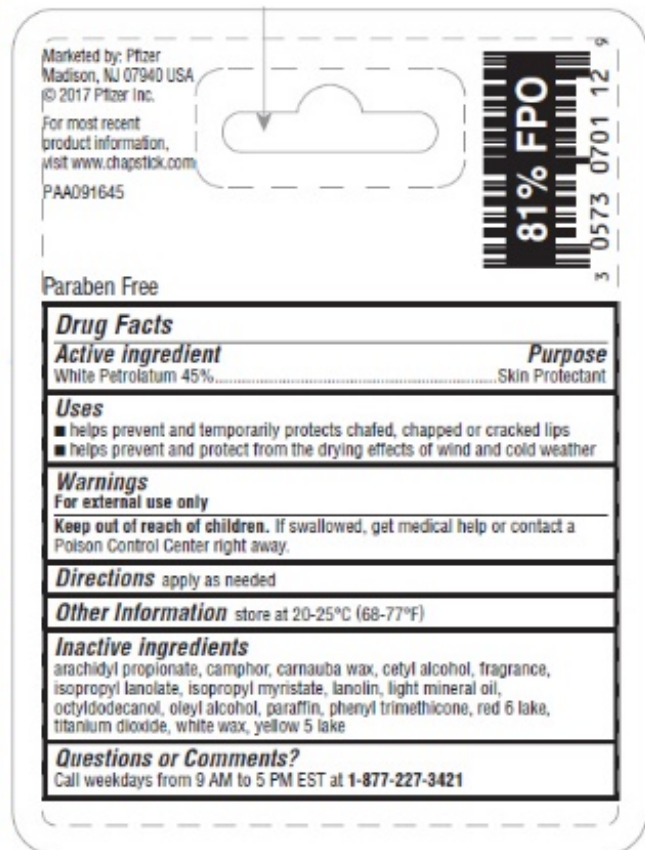 Marketed by: Pfizer
Madison, NJ 07940 USA
© 2017 Pfizer Inc.
For most recent
product information,
visit www.chapstick.com
PAA091645
81% FPO
3 0573 0701 12 9
Paraben Free
Drug Facts
Active ingredient Purpose
White Petrolatum 45%..........Skin Protectant
Uses
■ helps prevent and temporarily protects chafed, chapped or cracked lips
■ helps prevent and protect from the drying effects of wind and cold weather
Warnings
For external use only
Keep out of reach of children. If swallowed, get medical help or contact a
Poison Control Center right away.
Directions apply as needed
Other Information store at 20-25°C (68-77°F)
Inactive ingredients
arachidyl propionate, camphor, carnauba wax, cetyl alcohol, fragrance,
isopropyl lanolate, isopropyl myristate, lanolin, light mineral oil,
octyldodecanol, oleyl alcohol, paraffin, phenyl trimethicone, red 6 lake,
titanium dioxide, white wax, yellow 5 lake
Questions or Comments?
Call weekdays from 9 AM to 5 PM EST at 1-877-227-3421